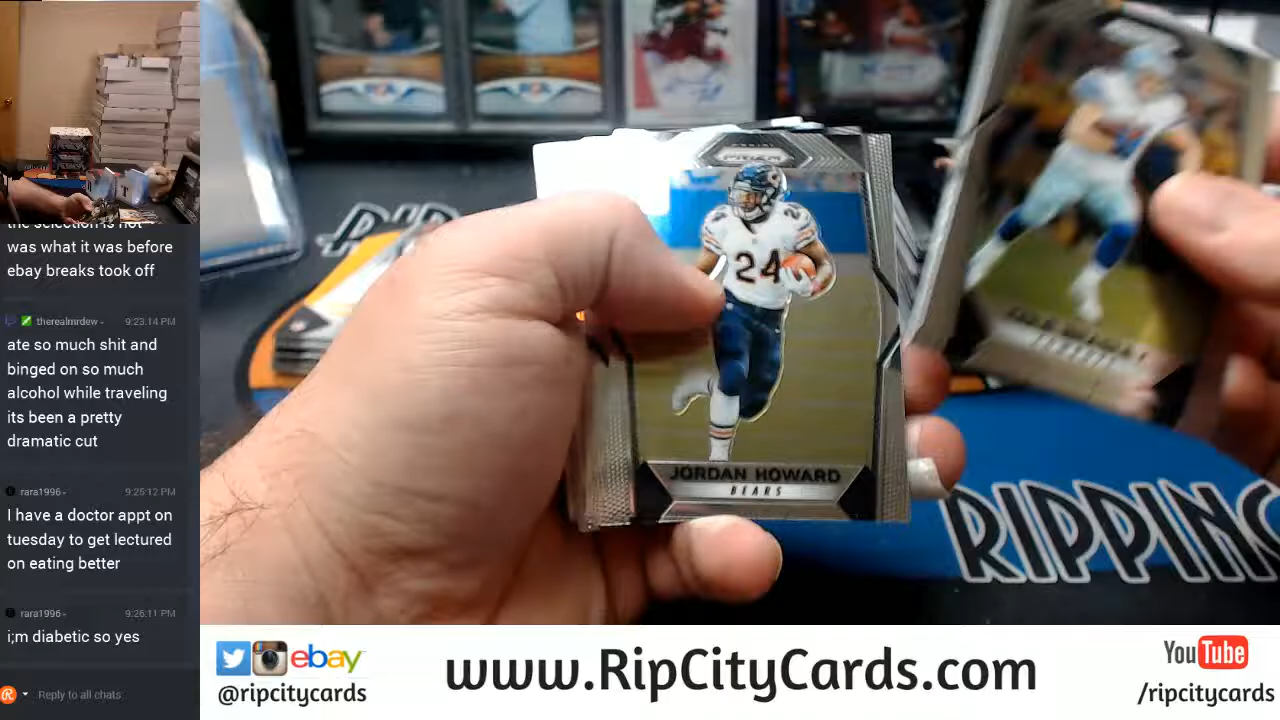 the selection is not
was what it was before
ebay breaks took off
therealmrdew 9:23:14 PM
ate so much shit and
binged on so much
alcohol while traveling
its been a pretty
dramatic cut
rara1996 9:25:12 PM
I have a doctor appt on
tuesday to get lectured
on eating better
rara1996 9:26:11 PM
i;m diabetic so yes
Reply to all chats
PANINI
PRIZM
24
JORDAN HOWARD
BEARS
RIP
RIPPING
ebay
@ripcitycards
www.RipCityCards.com
YouTube
/ripcitycards